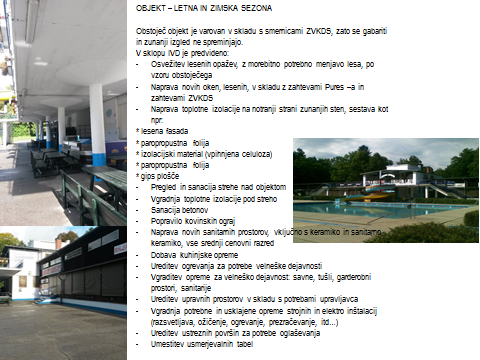 OBJEKT – LETNA IN ZIMSKA SEZONA
Obstoječ objekt je varovan v skladu s smernicami ZVKDS, zato se gabariti
in zunanji izgled ne spreminjajo.
V sklopu IVD je predvideno:
- Osvežitev lesenih opažev, z morebitno potrebno menjavo lesa, po
vzoru obstoječega
- Naprava novih oken, lesenih, v skladu z zahtevami Pures –a in
zahtevami ZVKDS
- Naprava toplotne izolacije na notranji strani zunanjih sten, sestava kot
npr:
* lesena fasada
* paropropustna folija
* izolacijski material (vpihnjena celuloza)
* paropropustna folija
* gips plošče
- Pregled in sanacija strehe nad objektom
- Vgradnja toplotne izolacije pod streho
- Sanacija betonov
- Popravilo kovinskih ograj
- Naprava novih sanitarnih prostorov, vključno s keramiko in sanitarno
keramiko, vse srednji cenovni razred
- Dobava kuhinjske opreme
- Ureditev ogrevanja za potrebe velneške dejavnosti
- Vgraditev opreme za velneško dejavnost: savne, tušli, garderobni
prostori, sanitarije
- Ureditev upravnih prostorov v skladu s potrebami upravljavca
- Vgradnja potrebne in usklajene opreme strojnih in elektro inštalacij
(razsvetljava, ožičenje, ogrevanje, prezračevanje, itd...)
- Ureditev ustreznih površin za potrebe oglaševanja
- Umestitev usmerjevalnih tabel